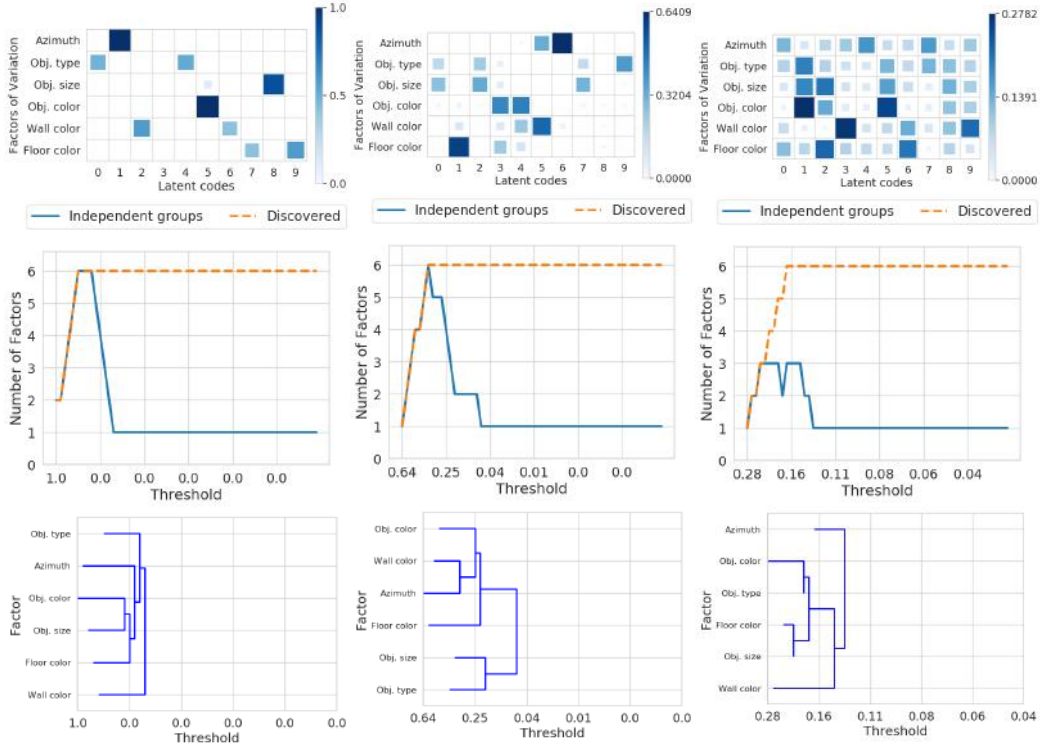 1.0
0.5
0.0
Factors of Variation
Azimuth
Obj. type
Obj. size
Obj. color
Wall color
Floor color
0 1 2 3 4 5 6 7 8 9
Latent codes
0.6409
0.3204
0.0000
Factors of Variation
Azimuth
Obj. type
Obj. size
Obj. color
Wall color
Floor color
0 1 2 3 4 5 6 7 8 9
Latent codes
0.2782
0.1391
0.0000
Factors of Variation
Azimuth
Obj. type
Obj. size
Obj. color
Wall color
Floor color
0 1 2 3 4 5 6 7 8 9
Latent codes
Independent groups Discovered
Number of Factors
6
5
4
3
2
1
0
1.0 0.0 0.0 0.0 0.0 0.0
Threshold
Independent groups Discovered
Number of Factors
6
5
4
3
2
1
0
0.64 0.25 0.04 0.01 0.0 0.0
Threshold
Independent groups Discovered
Number of Factors
6
5
4
3
2
1
0
0.28 0.16 0.11 0.08 0.06 0.04
Threshold
Factor
Obj. type
Azimuth
Obj. color
Obj. size
Floor color
Wall color
1.0 0.0 0.0 0.0 0.0 0.0
Threshold
Factor
Obj. color
Wall color
Azimuth
Floor color
Obj. size
Obj. type
0.64 0.25 0.04 0.01 0.0 0.0
Threshold
Factor
Azimuth
Obj. color
Obj. type
Floor color
Obj. size
Wall color
0.28 0.16 0.11 0.08 0.06 0.04
Threshold